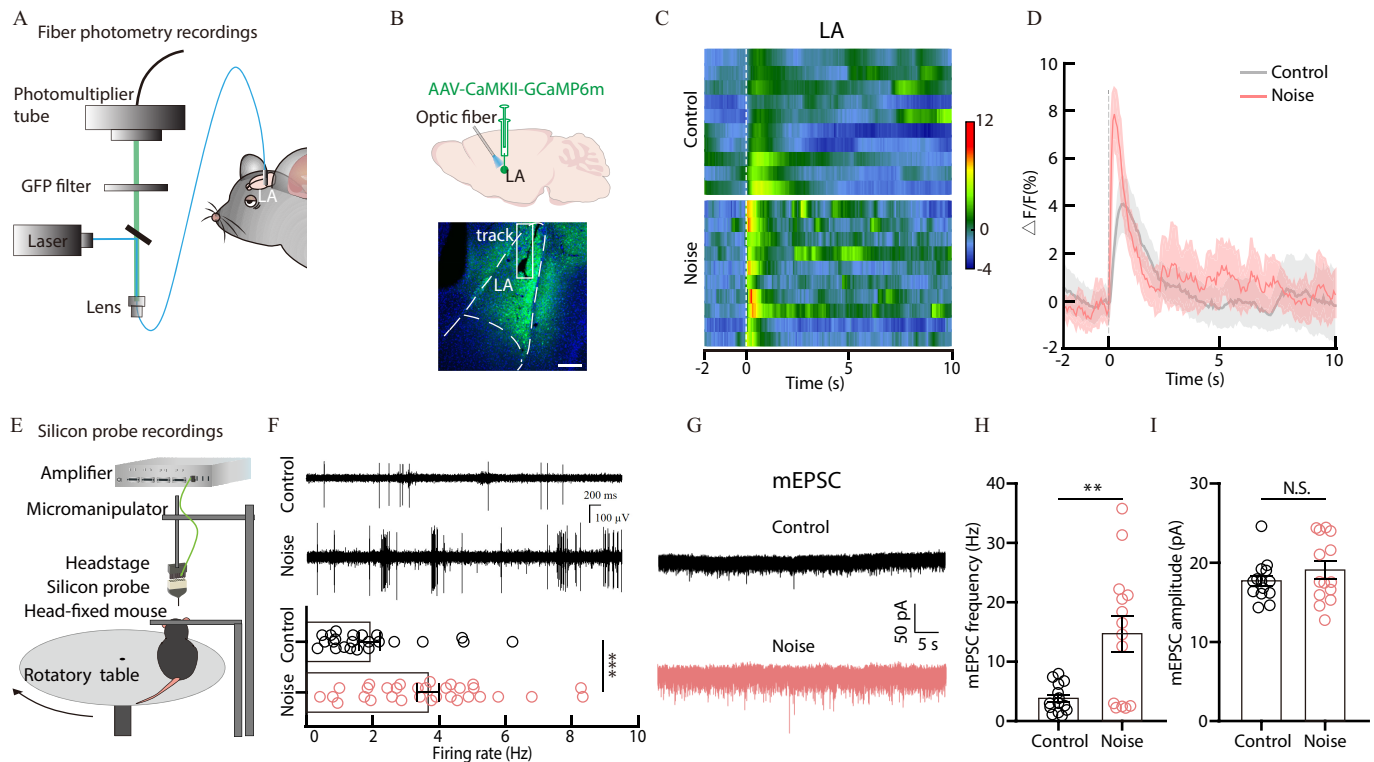 A
Fiber photometry recordings
Photomultiplier
tube
GFP filter
Laser
Lens
LA
B
AAV-CaMKII-GCaMP6m
Optic fiber
LA
track
LA
C
LA
Control
Noise
12
0
-4
-2
0
5
10
Time (s)
D
10
8
6
4
2
0
-2
△F/F(%)
Control
Noise
-2
0
5
10
Time (s)
E
Silicon probe recordings
Amplifier
Micromanipulator
Headstage
Silicon probe
Head-fixed mouse
Rotatory table
F
Control
200 ms
100 µV
Noise
Control
Noise
***
0
2
4
6
8
10
Firing rate (Hz)
G
mEPSC
Control
50 pA
5 s
Noise
H
mEPSC frequency (Hz)
40
30
20
10
0
**
Control
Noise
I
mEPSC amplitude (pA)
30
20
10
0
N.S.
Control
Noise